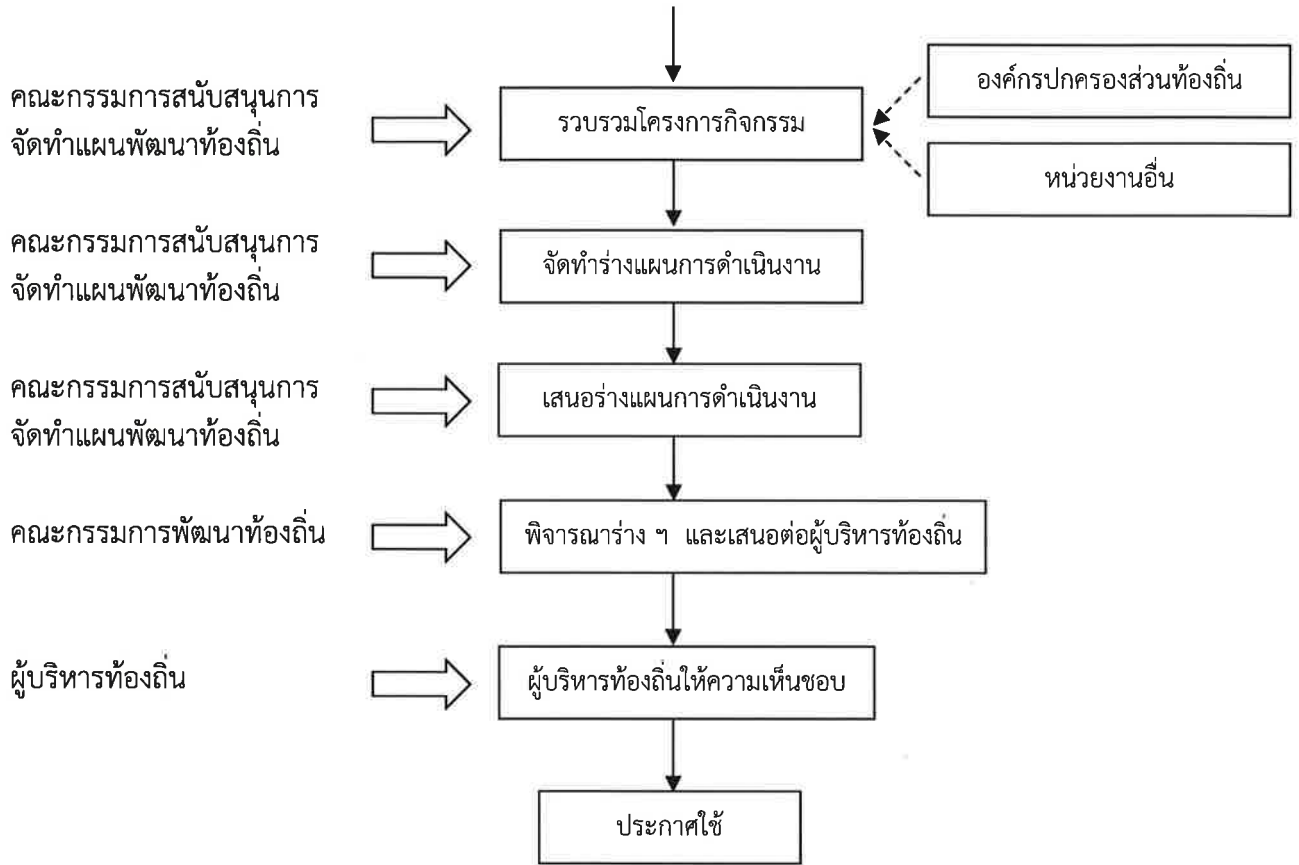 องค์กรปกครองส่วนท้องถิ่น
คณะกรรมการสนับสนุนการ
จัดทำแผนพัฒนาท้องถิ่น
รวบรวมโครงการกิจกรรม
หน่วยงานอื่น
คณะกรรมการสนับสนุนการ
จัดทำแผนพัฒนาท้องถิ่น
จัดทำร่างแผนการดำเนินงาน
คณะกรรมการสนับสนุนการ
จัดทำแผนพัฒนาท้องถิ่น
เสนอร่างแผนการดำเนินงาน
คณะกรรมการพัฒนาท้องถิ่น
พิจารณาร่าง ฯ และเสนอต่อผู้บริหารท้องถิ่น
ผู้บริหารท้องถิ่น
ผู้บริหารท้องถิ่นให้ความเห็นชอบ
ประกาศใช้